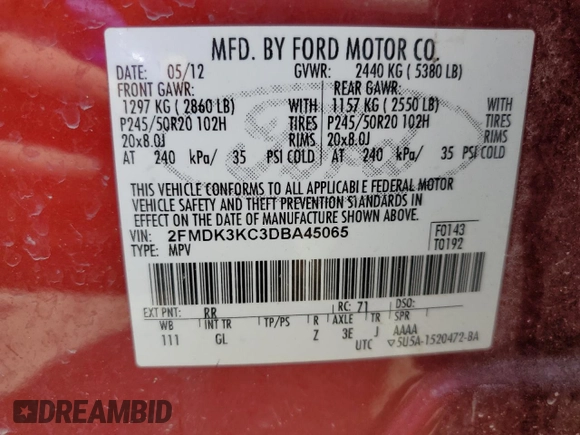 MFD. BY FORD MOTOR CO.
DATE: 05/12 GVWR: 2440 KG ( 5380 LB)
FRONT GAWR: REAR GAWR:
1297 KG ( 2860 LB) WITH 1157 KG ( 2550 LB) WITH
P245/50R20 102H TIRES P245/50R20 102H TIRES
20x8.0J RIMS 20x8.0J RIMS
AT 240 kPa/ 35 PSI COLD AT 240 kPa/ 35 PSI COLD
THIS VEHICLE CONFORMS TO ALL APPLICABLE FEDERAL MOTOR
VEHICLE SAFETY AND THEFT PREVENTION STANDARDS IN
EFFECT ON THE DATE OF MANUFACTURE SHOWN ABOVE.
VIN: 2FMDK3KC3DBA45065 F0143
TYPE: MPV T0192
EXT PNT: RR RC: 71 DSO:
WB INT TR TP/PS R AXLE TR SPR
111 GL Z 3E J AAAA
UTC ▽5U5A-1520472-BA
DREAMBID